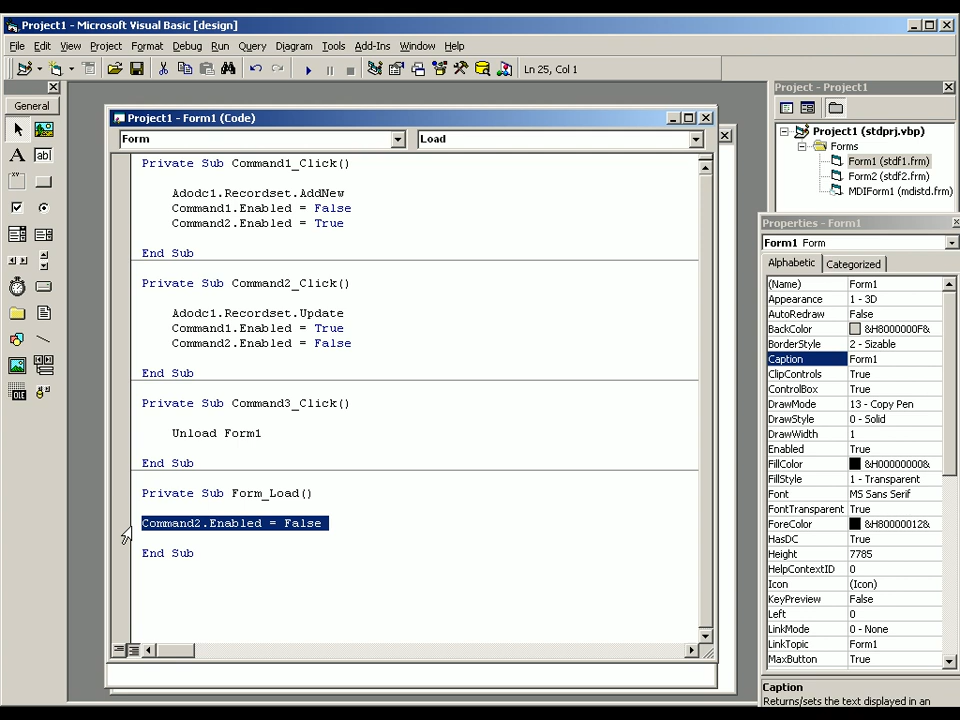 Project1 - Microsoft Visual Basic [design]
File Edit View Project Format Debug Run Query Diagram Tools Add-Ins Window Help
Ln 25, Col 1
General
ab|
xy
OLE
Project1 - Form1 (Code)
Form Load
Private Sub Command1_Click()
Adodc1.Recordset.AddNew
Command1.Enabled = False
Command2.Enabled = True
End Sub
Private Sub Command2_Click()
Adodc1.Recordset.Update
Command1.Enabled = True
Command2.Enabled = False
End Sub
Private Sub Command3_Click()
Unload Form1
End Sub
Private Sub Form_Load()
Command2.Enabled = False
End Sub
Project - Project1
Project1 (stdprj.vbp)
Forms
Form1 (stdf1.frm)
Form2 (stdf2.frm)
MDIForm1 (mdistd.frm)
Properties - Form1
Form1 Form
Alphabetic Categorized
(Name) Form1
Appearance 1 - 3D
AutoRedraw False
BackColor &H8000000F&
BorderStyle 2 - Sizable
Caption Form1
ClipControls True
ControlBox True
DrawMode 13 - Copy Pen
DrawStyle 0 - Solid
DrawWidth 1
Enabled True
FillColor &H00000000&
FillStyle 1 - Transparent
Font MS Sans Serif
FontTransparent True
ForeColor &H80000012&
HasDC True
Height 7785
HelpContextID 0
Icon (Icon)
KeyPreview False
Left 0
LinkMode 0 - None
LinkTopic Form1
MaxButton True
Caption
Returns/sets the text displayed in an